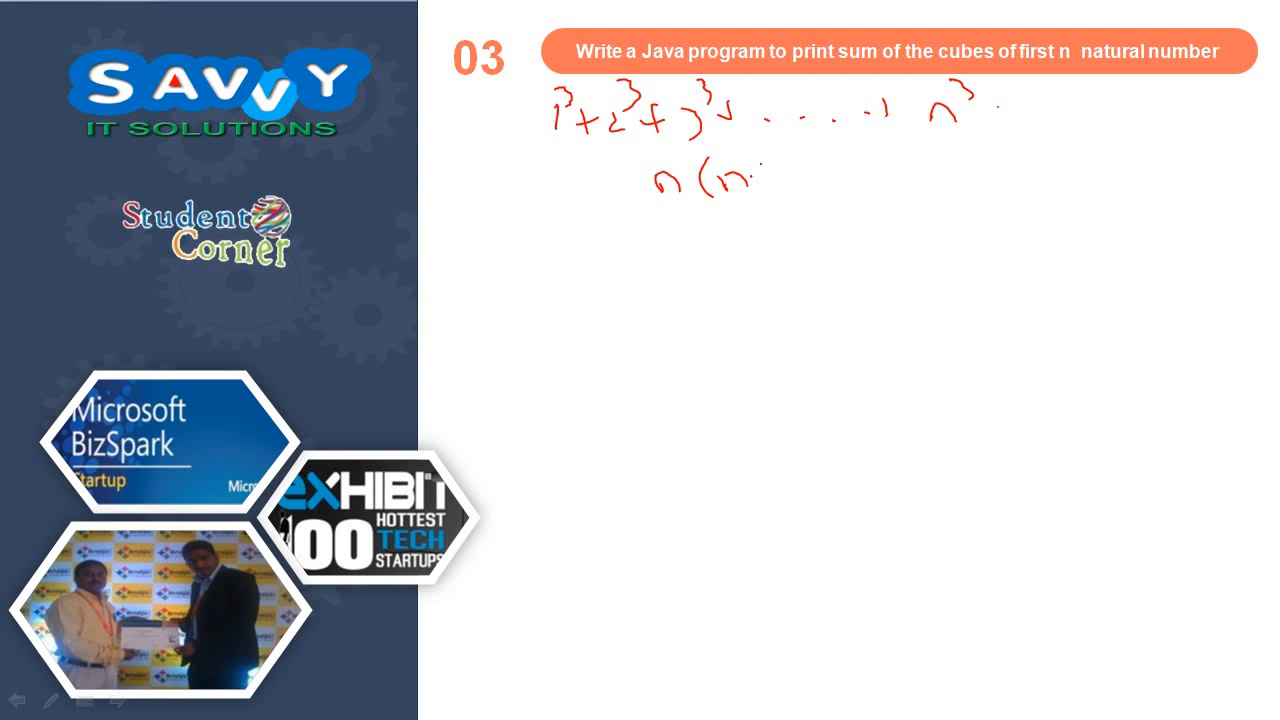 SAVVY
IT SOLUTIONS
Student
Corner
Microsoft
BizSpark
Startup
Micr
eXHIBIT
100
HOTTEST
TECH
STARTUPS
03
Write a Java program to print sum of the cubes of first n natural number
1³+2³+3³+ . . . . + n³.
n (n